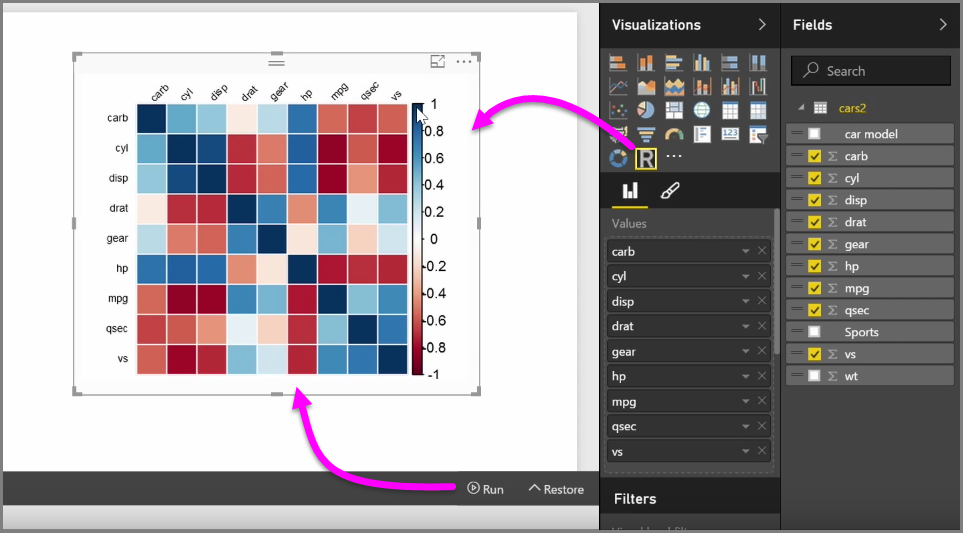 carb cyl disp drat gear hp mpg qsec vs
carb
cyl
disp
drat
gear
hp
mpg
qsec
vs
1
0.8
0.6
0.4
0.2
0
-0.2
-0.4
-0.6
-0.8
-1
Run
Restore
Visualizations
R
123
Values
carb
cyl
disp
drat
gear
hp
mpg
qsec
vs
Filters
Fields
Search
cars2
car model
carb
cyl
disp
drat
gear
hp
mpg
qsec
Sports
vs
wt